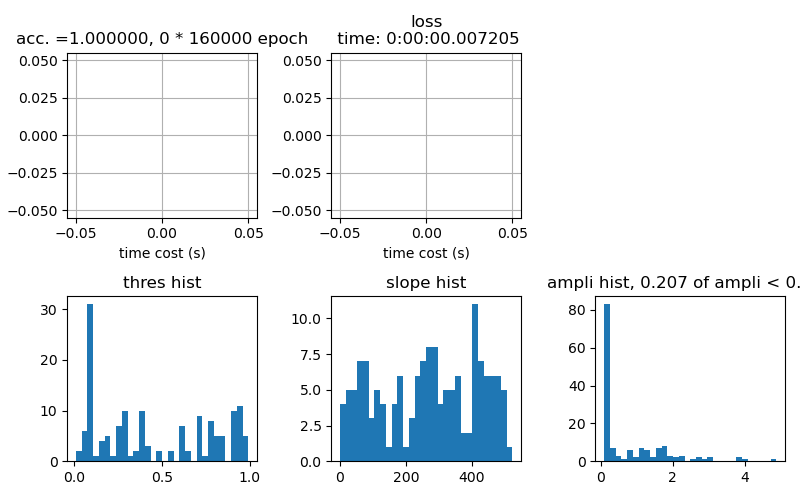 acc. =1.000000, 0 * 160000 epoch
0.050
0.025
0.000
−0.025
−0.050
−0.05 0.00 0.05
time cost (s)
loss
time: 0:00:00.007205
0.050
0.025
0.000
−0.025
−0.050
−0.05 0.00 0.05
time cost (s)
thres hist
30
20
10
0
0.0 0.5 1.0
slope hist
10.0
7.5
5.0
2.5
0.0
0 200 400
ampli hist, 0.207 of ampli < 0.
80
60
40
20
0
0 2 4